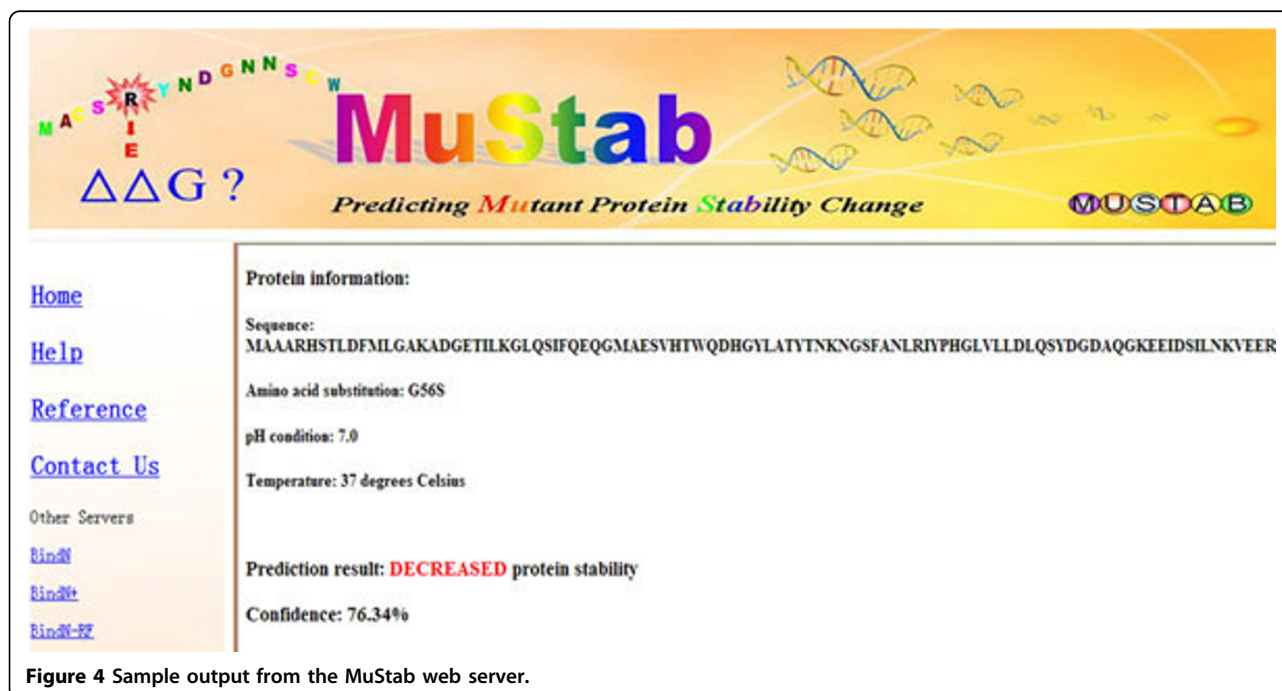 MACSRYNDGNNSCW
I
E
ΔΔG ?
MuStab
Predicting Mutant Protein Stability Change
MUSTAB
Home
Help
Reference
Contact Us
Other Servers
BindN
BindN+
BindN-RF
Protein information:
Sequence:
MAAARHSTLDFMLGAKADGETILKGLQSIFQEQGMAESVHTWQDHGYLATYTNKNGSFANLRIYPHGLVLLDLQSYDGDAQGKEEIDSILNKVEER
Amino acid substitution: G56S
pH condition: 7.0
Temperature: 37 degrees Celsius
Prediction result: DECREASED protein stability
Confidence: 76.34%
Figure 4 Sample output from the MuStab web server.